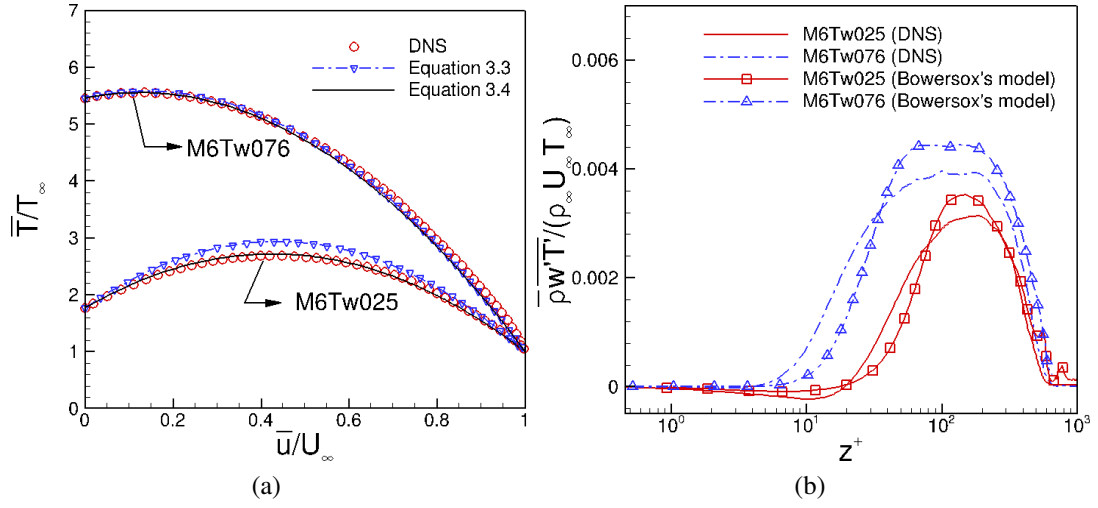 7
6
5
4
3
2
1
0
T̅/T∞
0 0.2 0.4 0.6 0.8 1
u̅/U∞
DNS
Equation 3.3
Equation 3.4
M6Tw076
M6Tw025
(a)
0.006
0.004
0.002
0
ρ̅w'T'/(ρ∞U∞T∞)
10⁰ 10¹ 10² 10³
z⁺
M6Tw025 (DNS)
M6Tw076 (DNS)
M6Tw025 (Bowersox's model)
M6Tw076 (Bowersox's model)
(b)